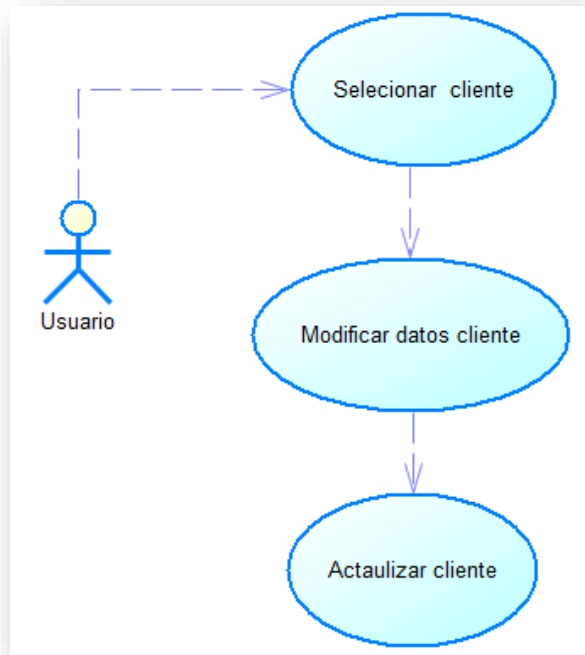 Selecionar cliente
Usuario
Modificar datos cliente
Actaulizar cliente